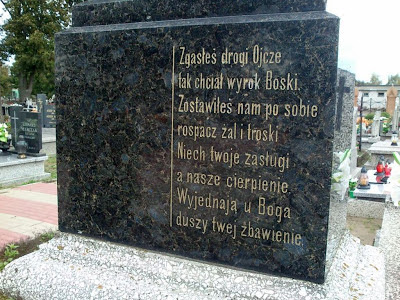 Zgasłeś drogi Ojcze
tak chciał wyrok Boski.
Zostawiłeś nam po sobie
rospacz żal i troski
Niech twoje zasługi
a nasze cierpienie.
Wyjednają u Boga
duszy twej zbawienie.